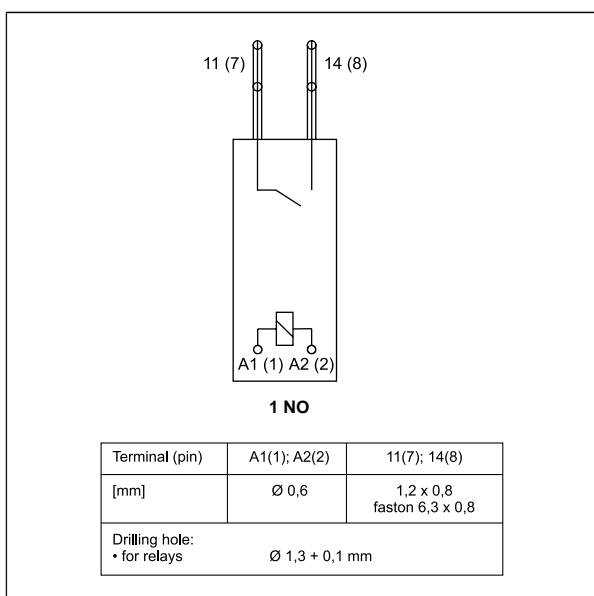 11 (7)
14 (8)
A1 (1) A2 (2)
1 NO
Terminal (pin) A1(1); A2(2) 11(7); 14(8)
[mm] Ø 0,6 1,2 x 0,8
faston 6,3 x 0,8
Drilling hole:
• for relays Ø 1,3 + 0,1 mm